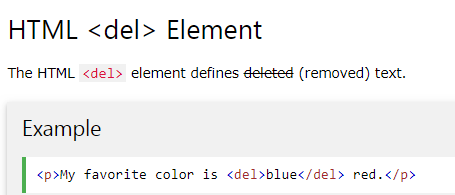 HTML <del> Element
The HTML <del> element defines deleted (removed) text.
Example
<p>My favorite color is <del>blue</del> red.</p>